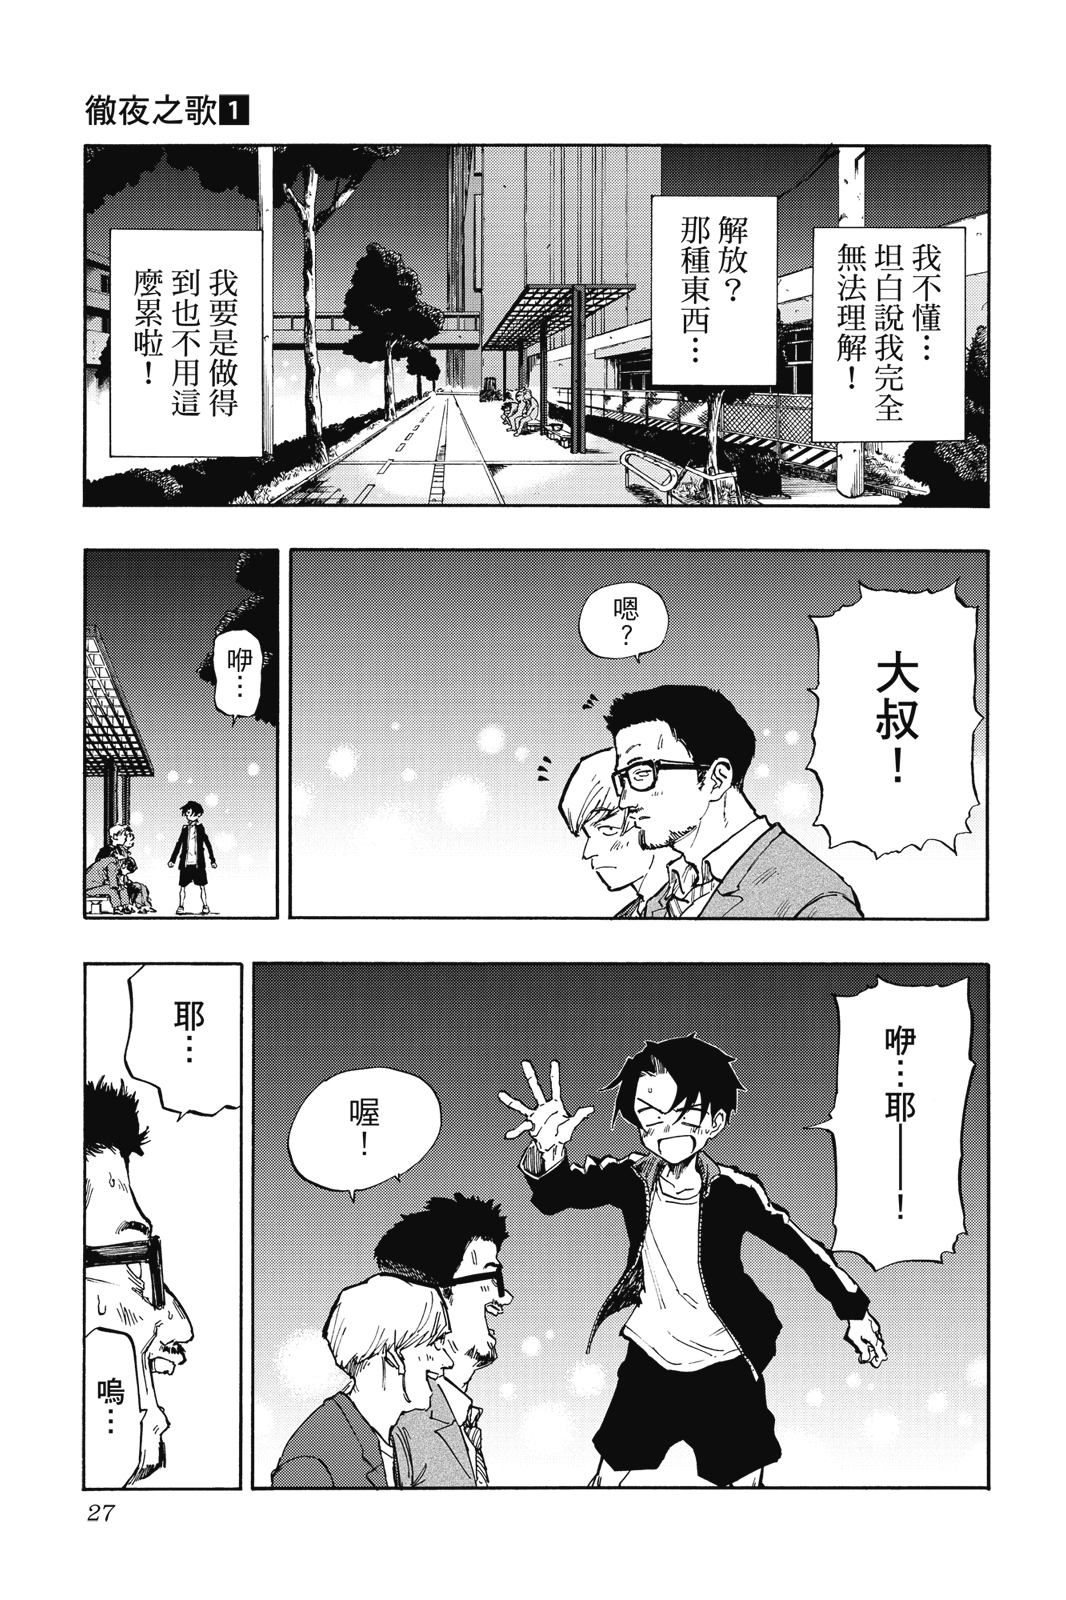 徹夜之歌1
我不懂…
坦白說我完全
無法理解！
解放？
那種東西…
我要是做得
到也不用這
麼累啦！
大叔！
嗯？
咿…
咿…耶——！
喔！
耶…
嗚…
27